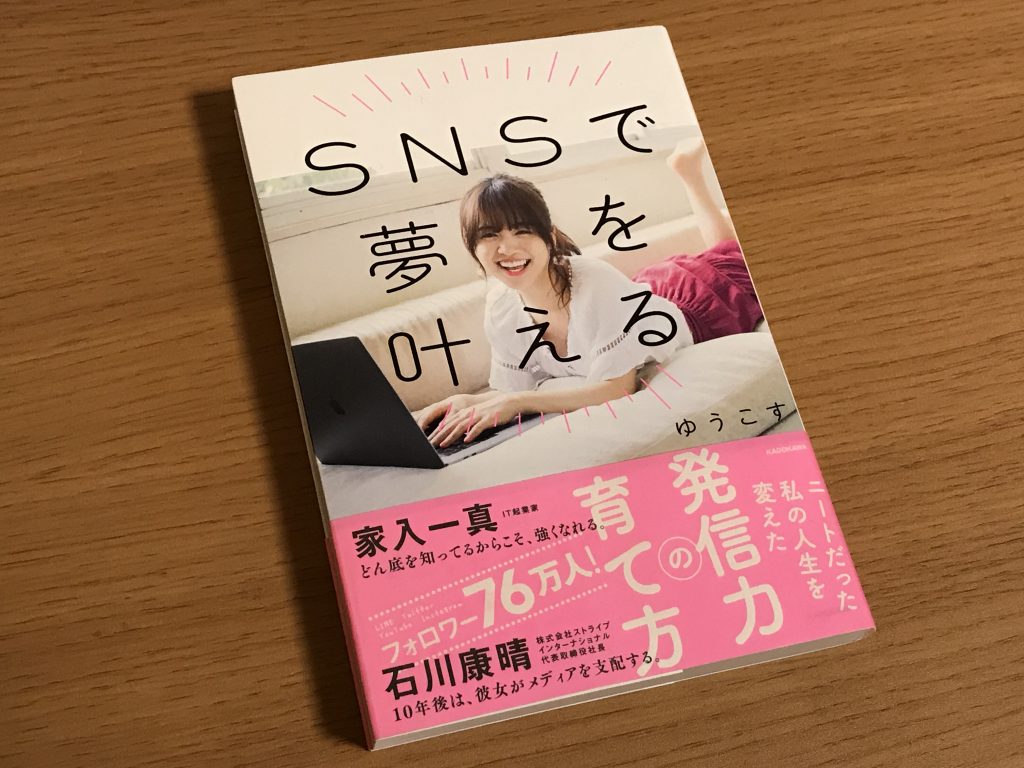 SNSで
夢を
叶える
ゆうこす
KADOKAWA
ニートだった
私の人生を
変えた
発信力の
育て方
家入一真
IT起業家
どん底を知ってるからこそ、強くなれる。
LINE Twitter
YouTube Instagram
フォロワー76万人!
石川康晴
株式会社ストライプ
インターナショナル
代表取締役社長
10年後は、彼女がメディアを支配する。